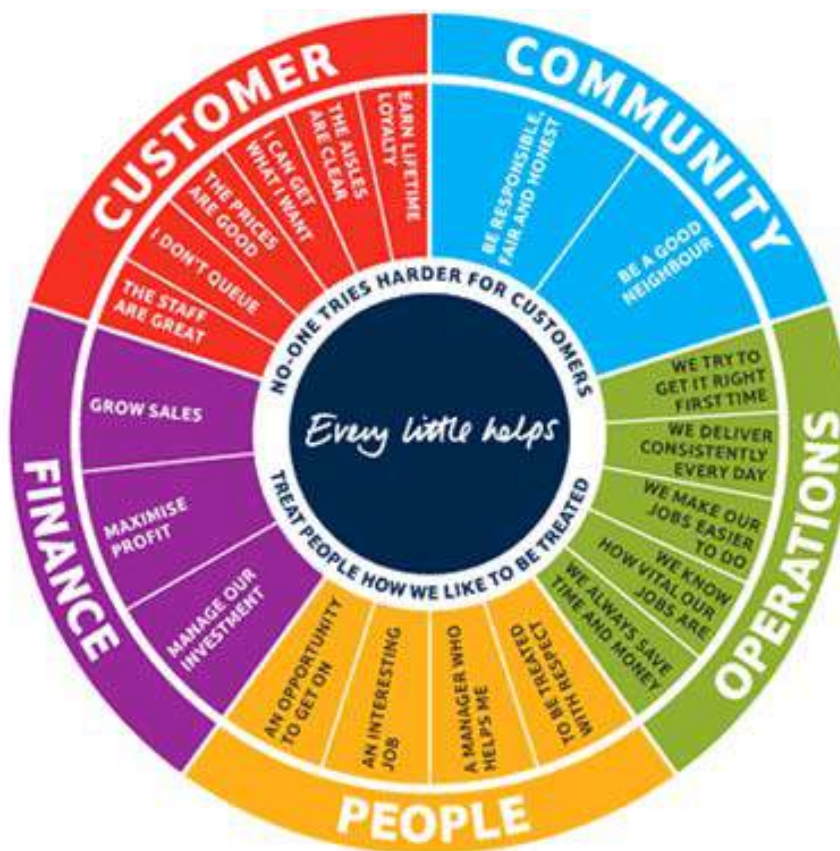 CUSTOMER
THE STAFF
ARE GREAT
I DON'T QUEUE
THE PRICES
ARE GOOD
I CAN GET
WHAT I WANT
THE AISLES
ARE CLEAR
EARN LIFETIME
LOYALTY
COMMUNITY
BE RESPONSIBLE,
FAIR AND HONEST
BE A GOOD
NEIGHBOUR
OPERATIONS
WE TRY TO
GET IT RIGHT
FIRST TIME
WE DELIVER
CONSISTENTLY
EVERY DAY
WE MAKE OUR
JOBS EASIER
TO DO
WE KNOW
HOW VITAL OUR
JOBS ARE
WE ALWAYS SAVE
TIME AND MONEY
PEOPLE
TO BE TREATED
WITH RESPECT
A MANAGER WHO
HELPS ME
AN INTERESTING
JOB
AN OPPORTUNITY
TO GET ON
FINANCE
MANAGE OUR
INVESTMENT
MAXIMISE
PROFIT
GROW SALES
NO-ONE TRIES HARDER FOR CUSTOMERS
Every little helps
TREAT PEOPLE HOW WE LIKE TO BE TREATED